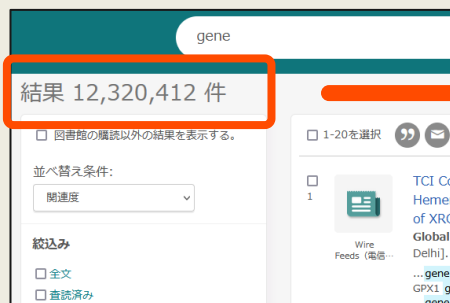 gene
結果 12,320,412 件
図書館の購読以外の結果を表示する。
並べ替え条件:
関連度
絞込み
全文
査読済み
1-20を選択
1
Wire
Feeds（電信…
TCI Co
Hemes
of XRC
Global
Delhi].
...gene
GPX1 g
gene